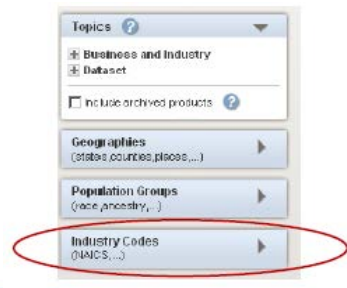 Topics ?
Business and Industry
Dataset
Include archived products ?
Geographies
(states,counties,places,...)
Population Groups
(race,ancestry,...)
Industry Codes
(NAICS,...)